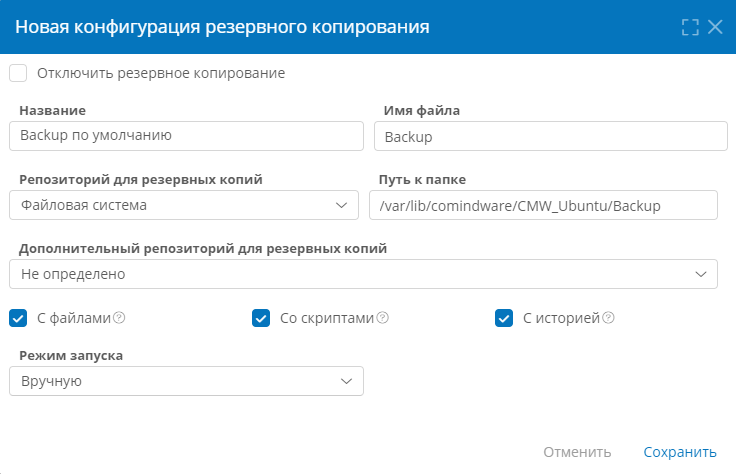 Новая конфигурация резервного копирования
Отключить резервное копирование
Название Имя файла
Backup по умолчанию Backup
Репозиторий для резервных копий Путь к папке
Файловая система /var/lib/comindware/CMW_Ubuntu/Backup
Дополнительный репозиторий для резервных копий
Не определено
С файлами ? Со скриптами ? С историей ?
Режим запуска
Вручную
Отменить Сохранить